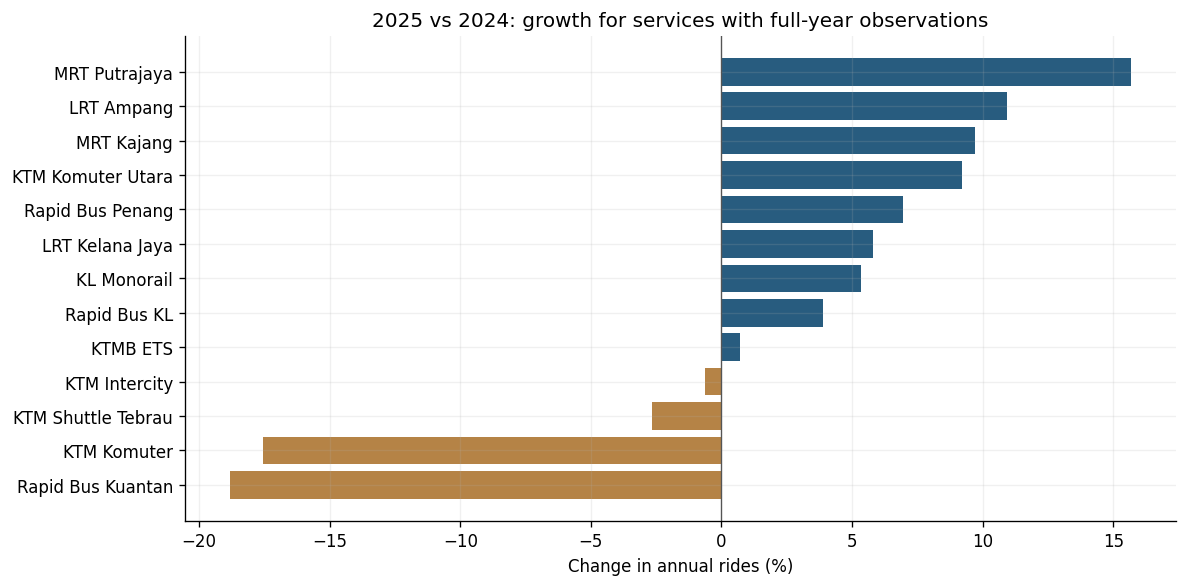 2025 vs 2024: growth for services with full-year observations
MRT Putrajaya
LRT Ampang
MRT Kajang
KTM Komuter Utara
Rapid Bus Penang
LRT Kelana Jaya
KL Monorail
Rapid Bus KL
KTMB ETS
KTM Intercity
KTM Shuttle Tebrau
KTM Komuter
Rapid Bus Kuantan
−20 −15 −10 −5 0 5 10 15
Change in annual rides (%)